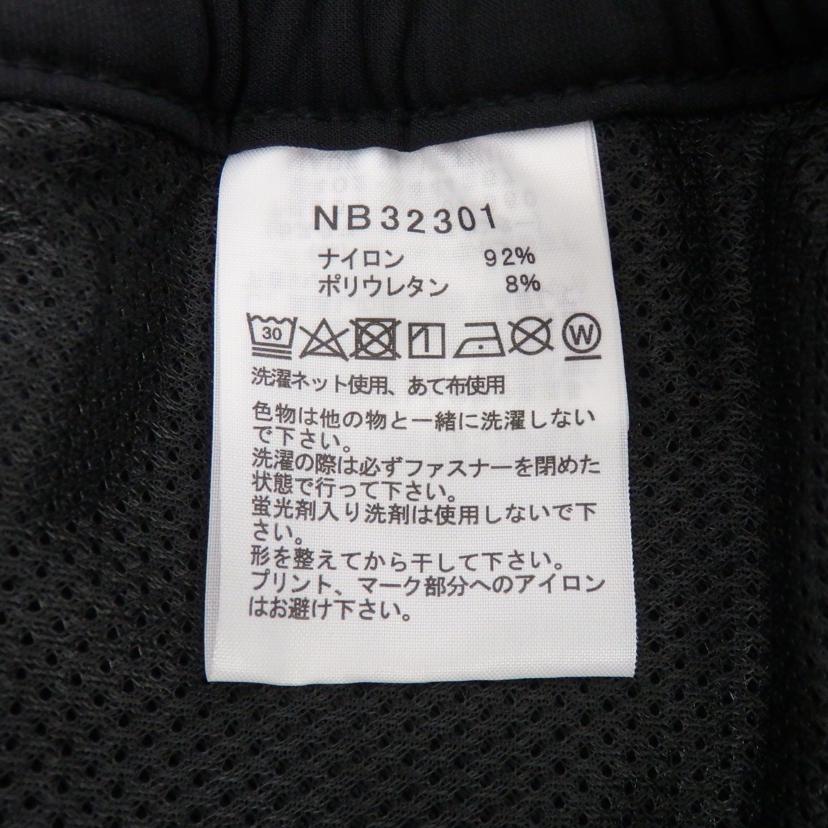 NB32301
ナイロン 92%
ポリウレタン 8%
30 W
洗濯ネット使用、あて布使用
色物は他の物と一緒に洗濯しない
で下さい。
洗濯の際は必ずファスナーを閉めた
状態で行って下さい。
蛍光剤入り洗剤は使用しないで下
さい。
形を整えてから干して下さい。
プリント、マーク部分へのアイロン
はお避け下さい。